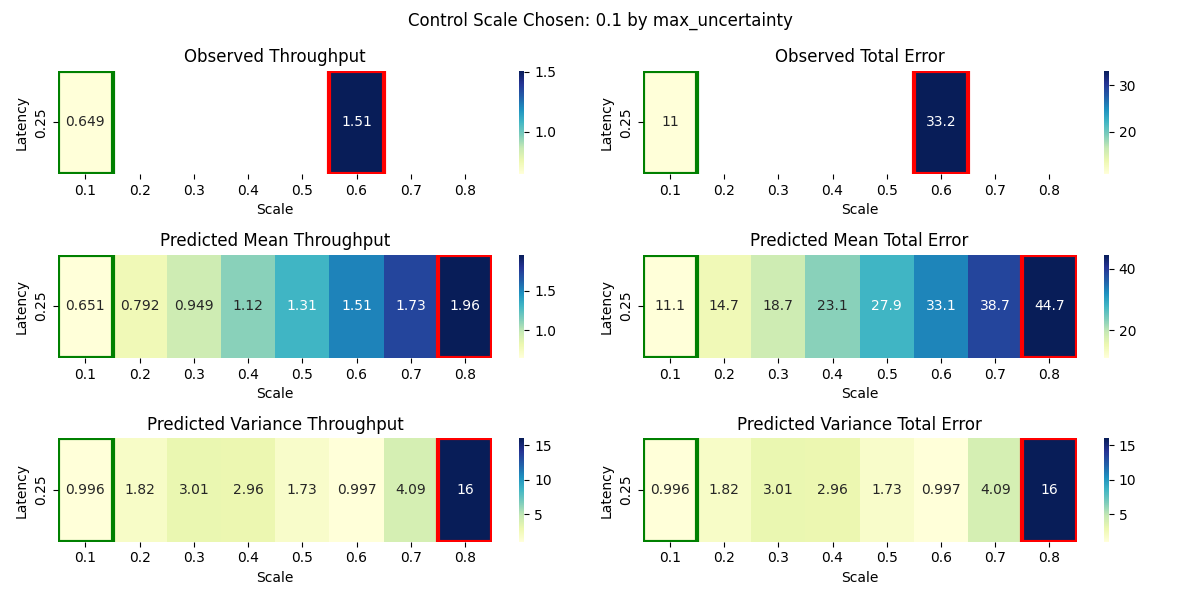 Control Scale Chosen: 0.1 by max_uncertainty
Observed Throughput
Latency
0.25
0.649
1.51
0.1 0.2 0.3 0.4 0.5 0.6 0.7 0.8
Scale
1.5
1.0
Observed Total Error
Latency
0.25
11
33.2
0.1 0.2 0.3 0.4 0.5 0.6 0.7 0.8
Scale
30
20
Predicted Mean Throughput
Latency
0.25
0.651 0.792 0.949 1.12 1.31 1.51 1.73 1.96
0.1 0.2 0.3 0.4 0.5 0.6 0.7 0.8
Scale
1.5
1.0
Predicted Mean Total Error
Latency
0.25
11.1 14.7 18.7 23.1 27.9 33.1 38.7 44.7
0.1 0.2 0.3 0.4 0.5 0.6 0.7 0.8
Scale
40
20
Predicted Variance Throughput
Latency
0.25
0.996 1.82 3.01 2.96 1.73 0.997 4.09 16
0.1 0.2 0.3 0.4 0.5 0.6 0.7 0.8
Scale
15
10
5
Predicted Variance Total Error
Latency
0.25
0.996 1.82 3.01 2.96 1.73 0.997 4.09 16
0.1 0.2 0.3 0.4 0.5 0.6 0.7 0.8
Scale
15
10
5